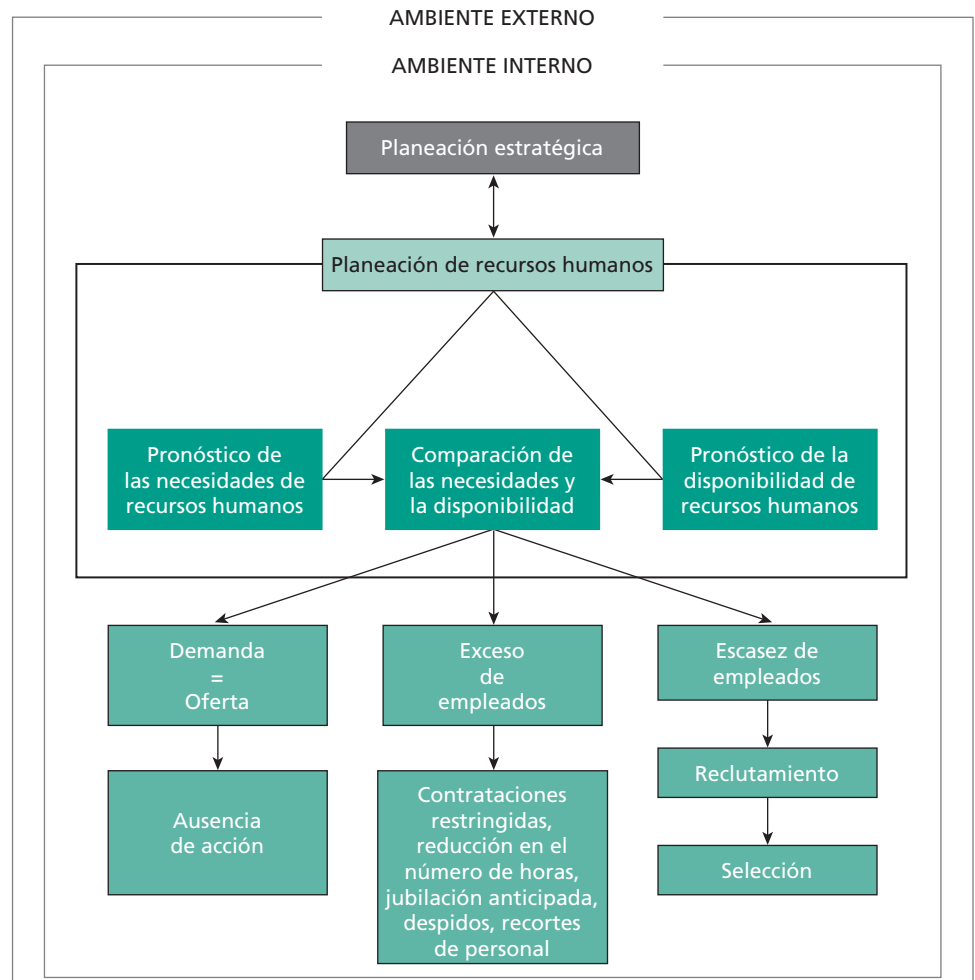 AMBIENTE EXTERNO
AMBIENTE INTERNO
Planeación estratégica
Planeación de recursos humanos
Pronóstico de
las necesidades de
recursos humanos
Comparación de
las necesidades y
la disponibilidad
Pronóstico de la
disponibilidad de
recursos humanos
Demanda
=
Oferta
Exceso
de
empleados
Escasez de
empleados
Ausencia
de acción
Contrataciones
restringidas,
reducción en el
número de horas,
jubilación anticipada,
despidos, recortes
de personal
Reclutamiento
Selección